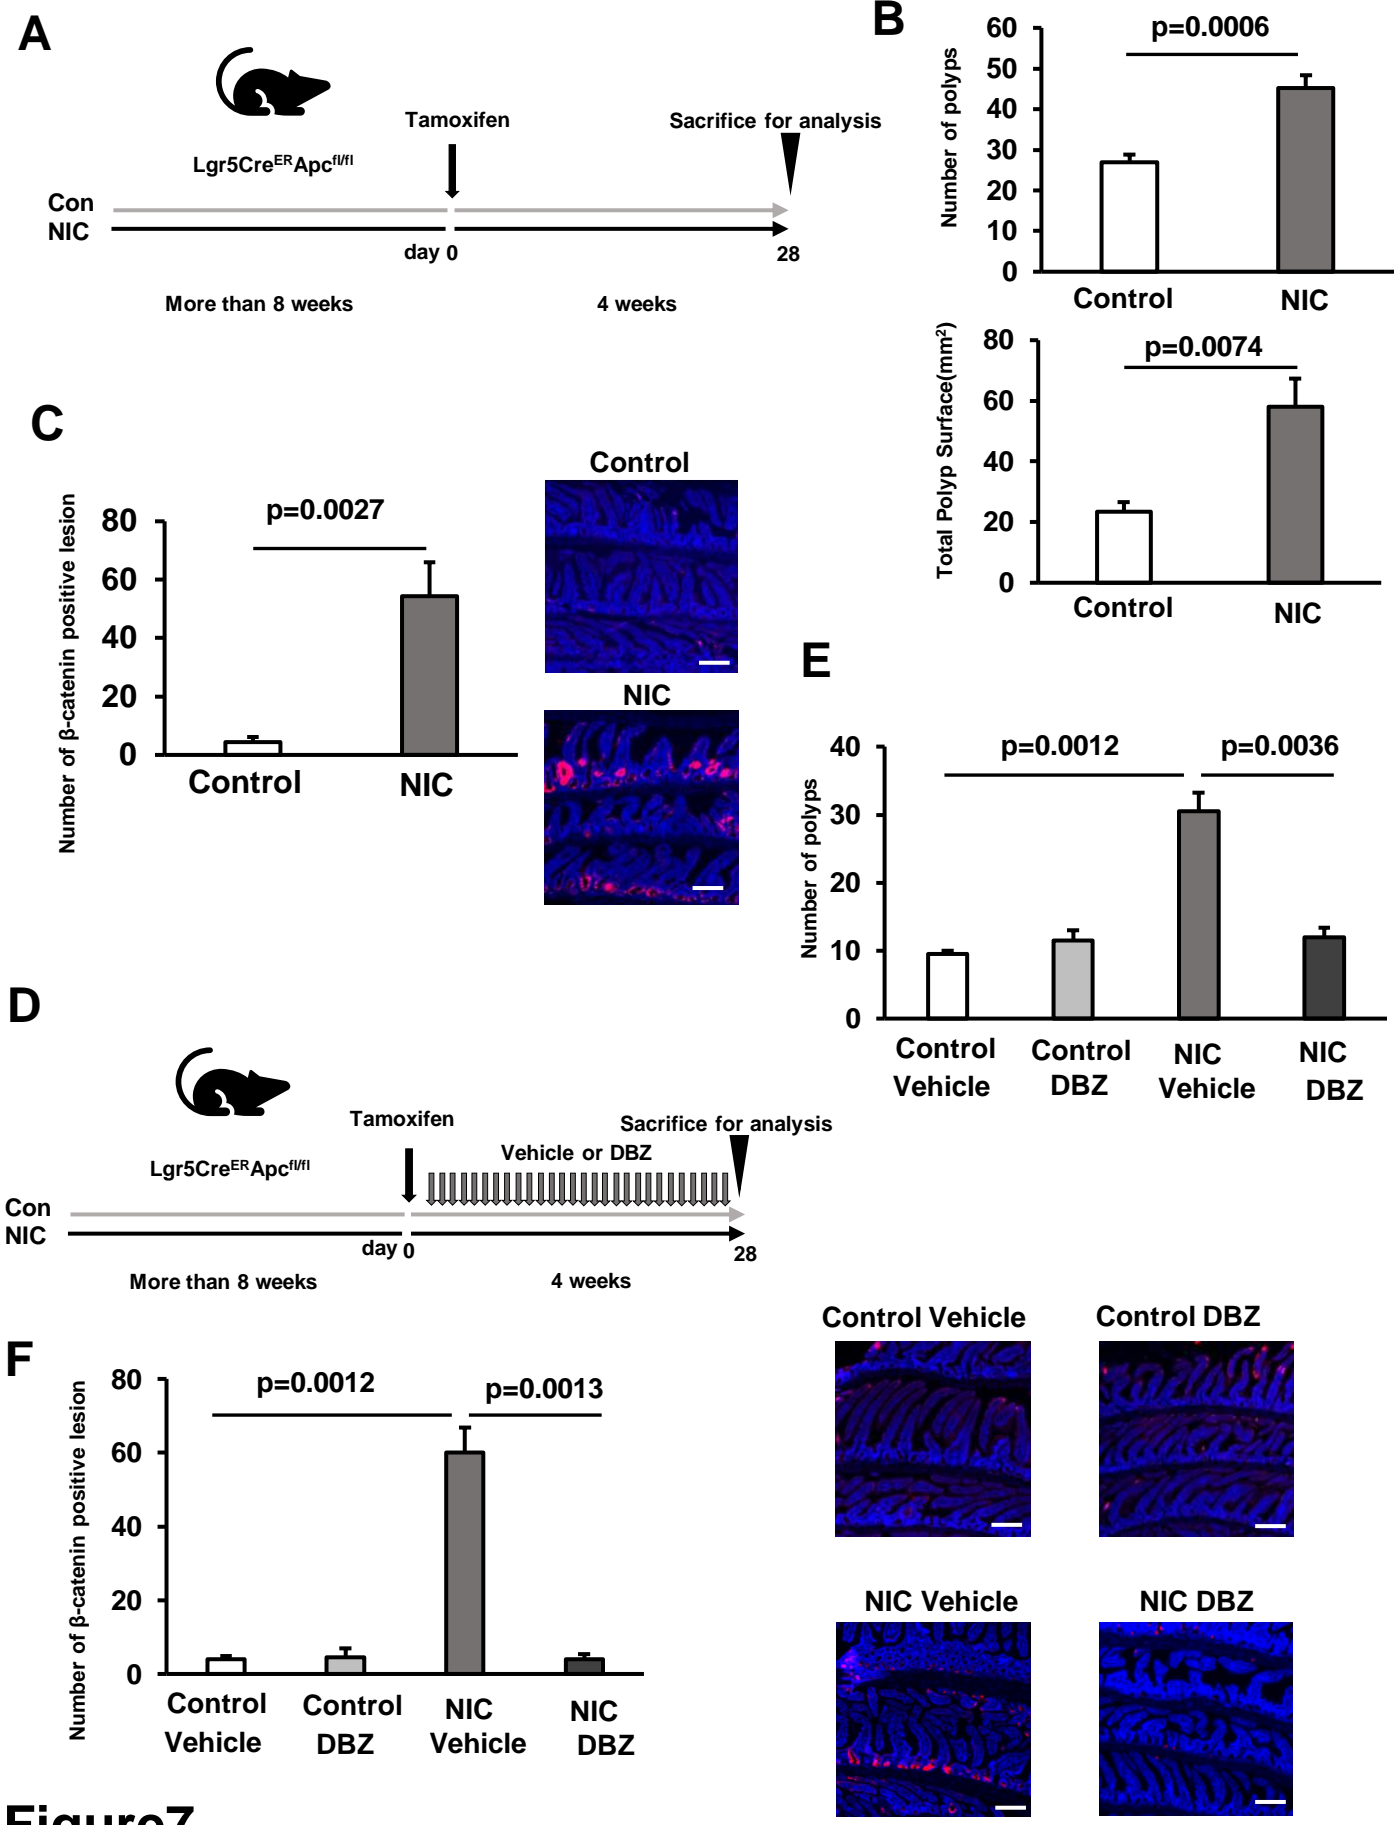 A
Tamoxifen
Sacrifice for analysis
Lgr5Cre^ER Apc^fl/fl
Con
NIC
day 0
28
More than 8 weeks
4 weeks
B
Number of polyps
60
50
40
30
20
10
0
p=0.0006
Control
NIC
Total Polyp Surface(mm²)
80
60
40
20
0
p=0.0074
Control
NIC
C
Number of β-catenin positive lesion
80
60
40
20
0
p=0.0027
Control
NIC
Control
NIC
D
Tamoxifen
Sacrifice for analysis
Vehicle or DBZ
Lgr5Cre^ER Apc^fl/fl
Con
NIC
day 0
28
More than 8 weeks
4 weeks
E
Number of polyps
40
30
20
10
0
p=0.0012
p=0.0036
Control Vehicle
Control DBZ
NIC Vehicle
NIC DBZ
F
Number of β-catenin positive lesion
80
60
40
20
0
p=0.0012
p=0.0013
Control Vehicle
Control DBZ
NIC Vehicle
NIC DBZ
Control Vehicle
Control DBZ
NIC Vehicle
NIC DBZ
Figure7